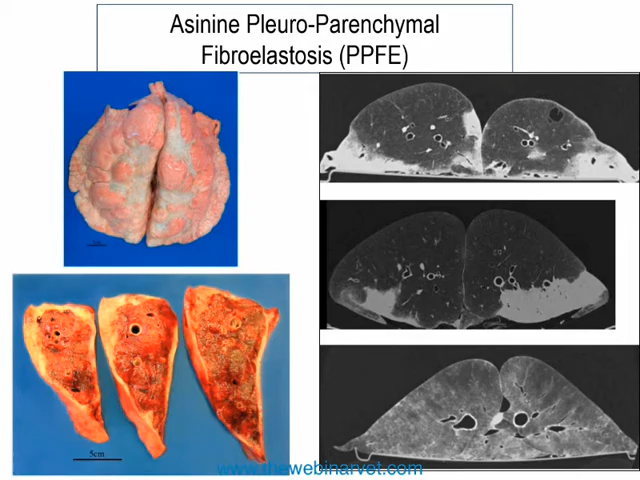 Asinine Pleuro-Parenchymal
Fibroelastosis (PPFE)
5cm
www.thewebinarvet.com